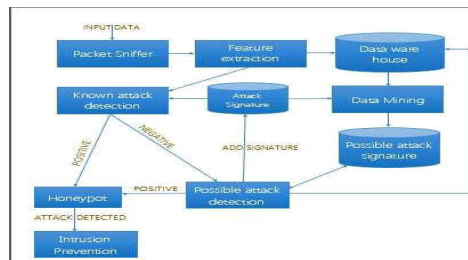 INPUT DATA
Packet Sniffer
Feature
extraction
Data ware
house
Known attack
detection
Attack
Signature
Data Mining
POSITIVE
NEGATIVE
ADD SIGNATURE
Possible attack
signature
Honeypot
POSITIVE
Possible attack
detection
ATTACK DETECTED
Intrusion
Prevention